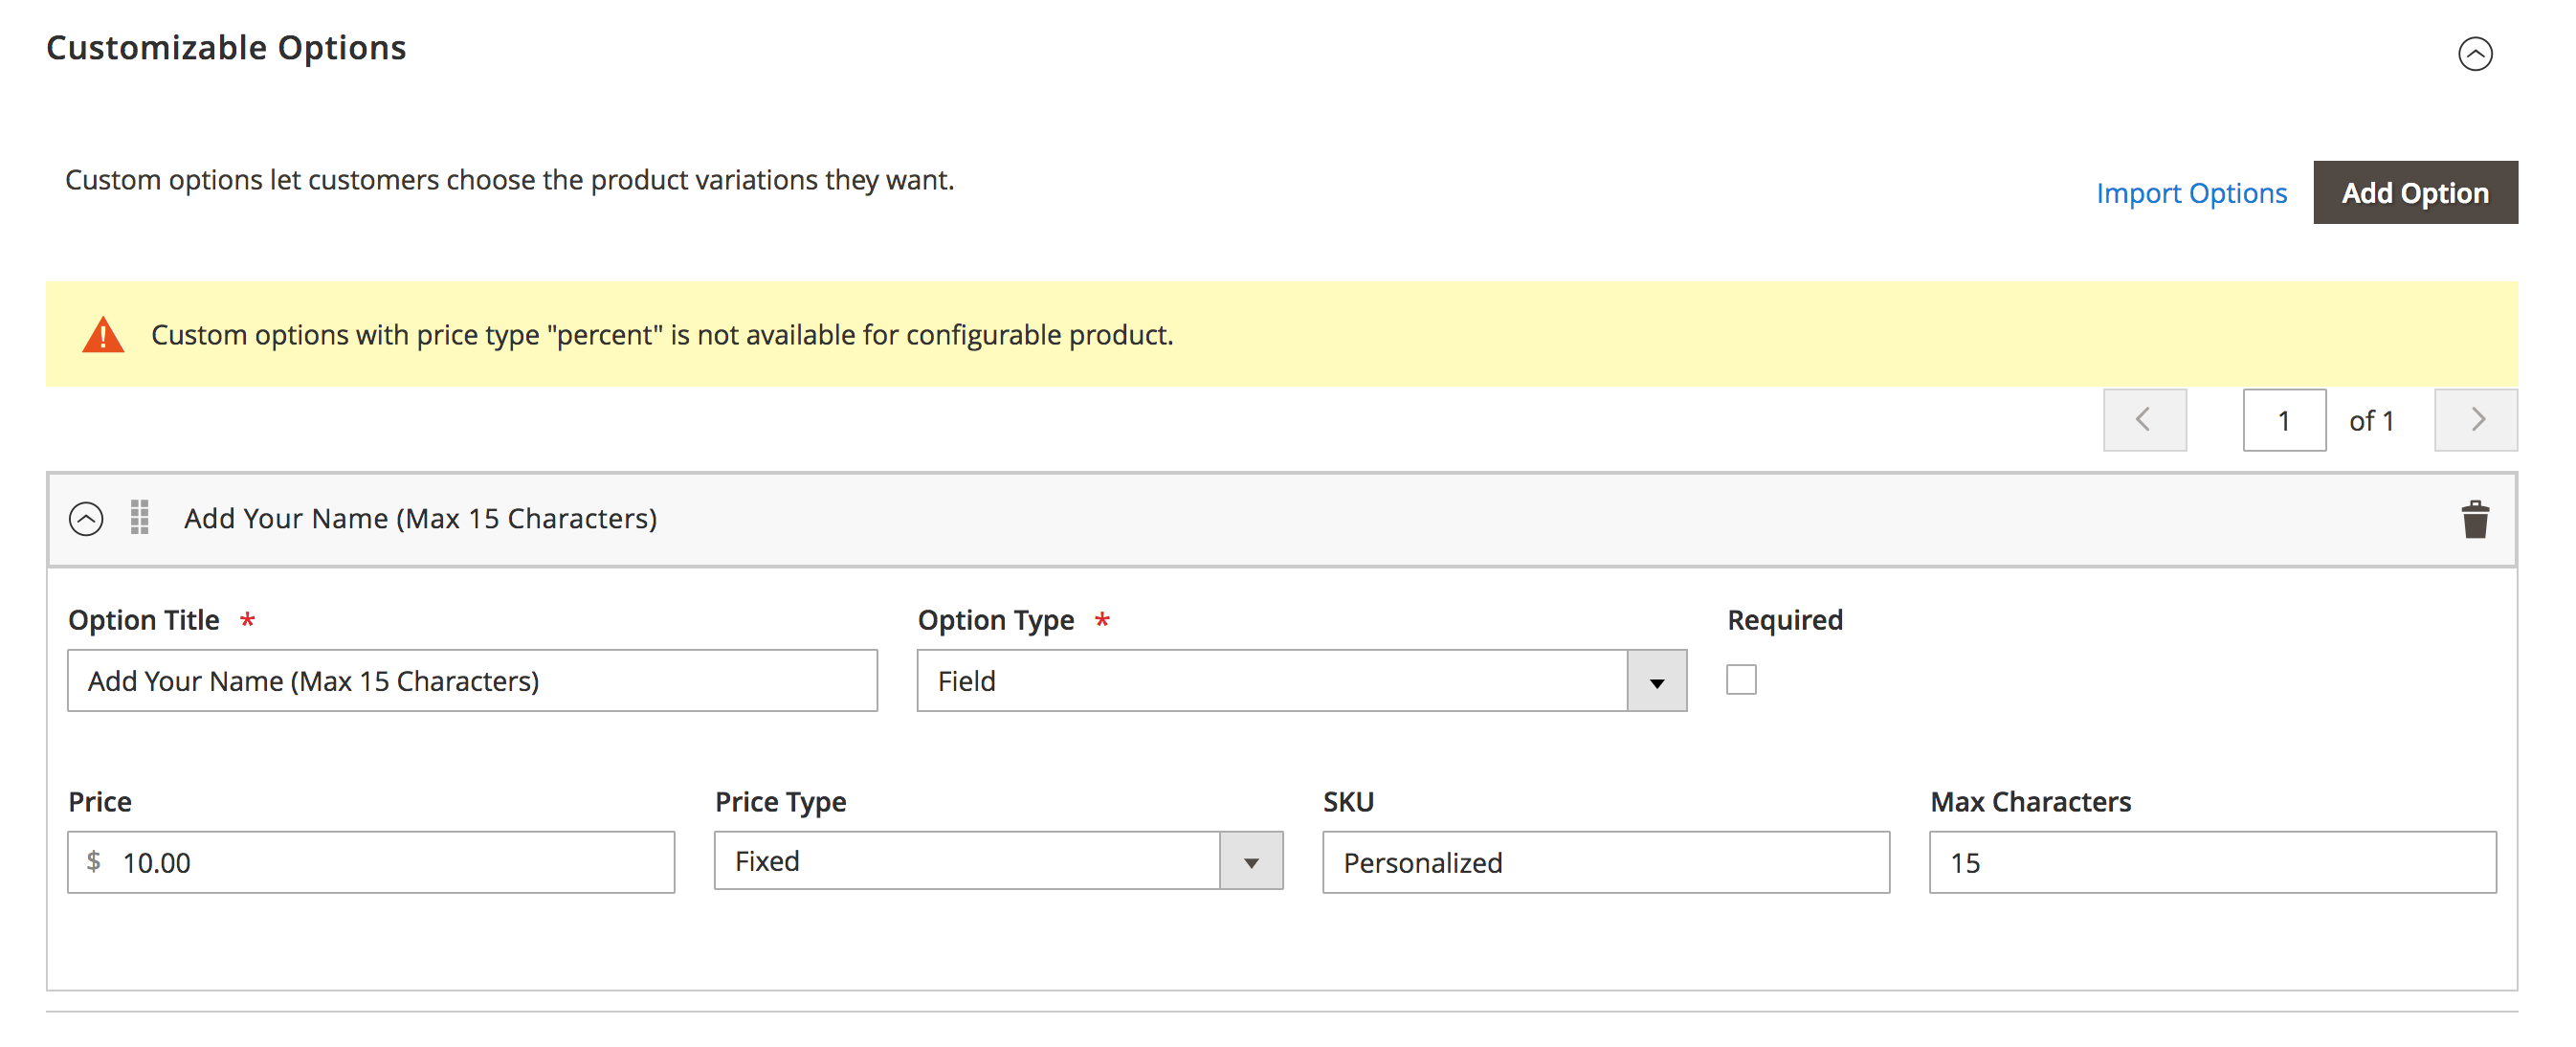 Customizable Options
Custom options let customers choose the product variations they want.
Import Options
Add Option
Custom options with price type "percent" is not available for configurable product.
1 of 1
Add Your Name (Max 15 Characters)
Option Title *
Option Type *
Required
Add Your Name (Max 15 Characters)
Field
Price
Price Type
SKU
Max Characters
$ 10.00
Fixed
Personalized
15